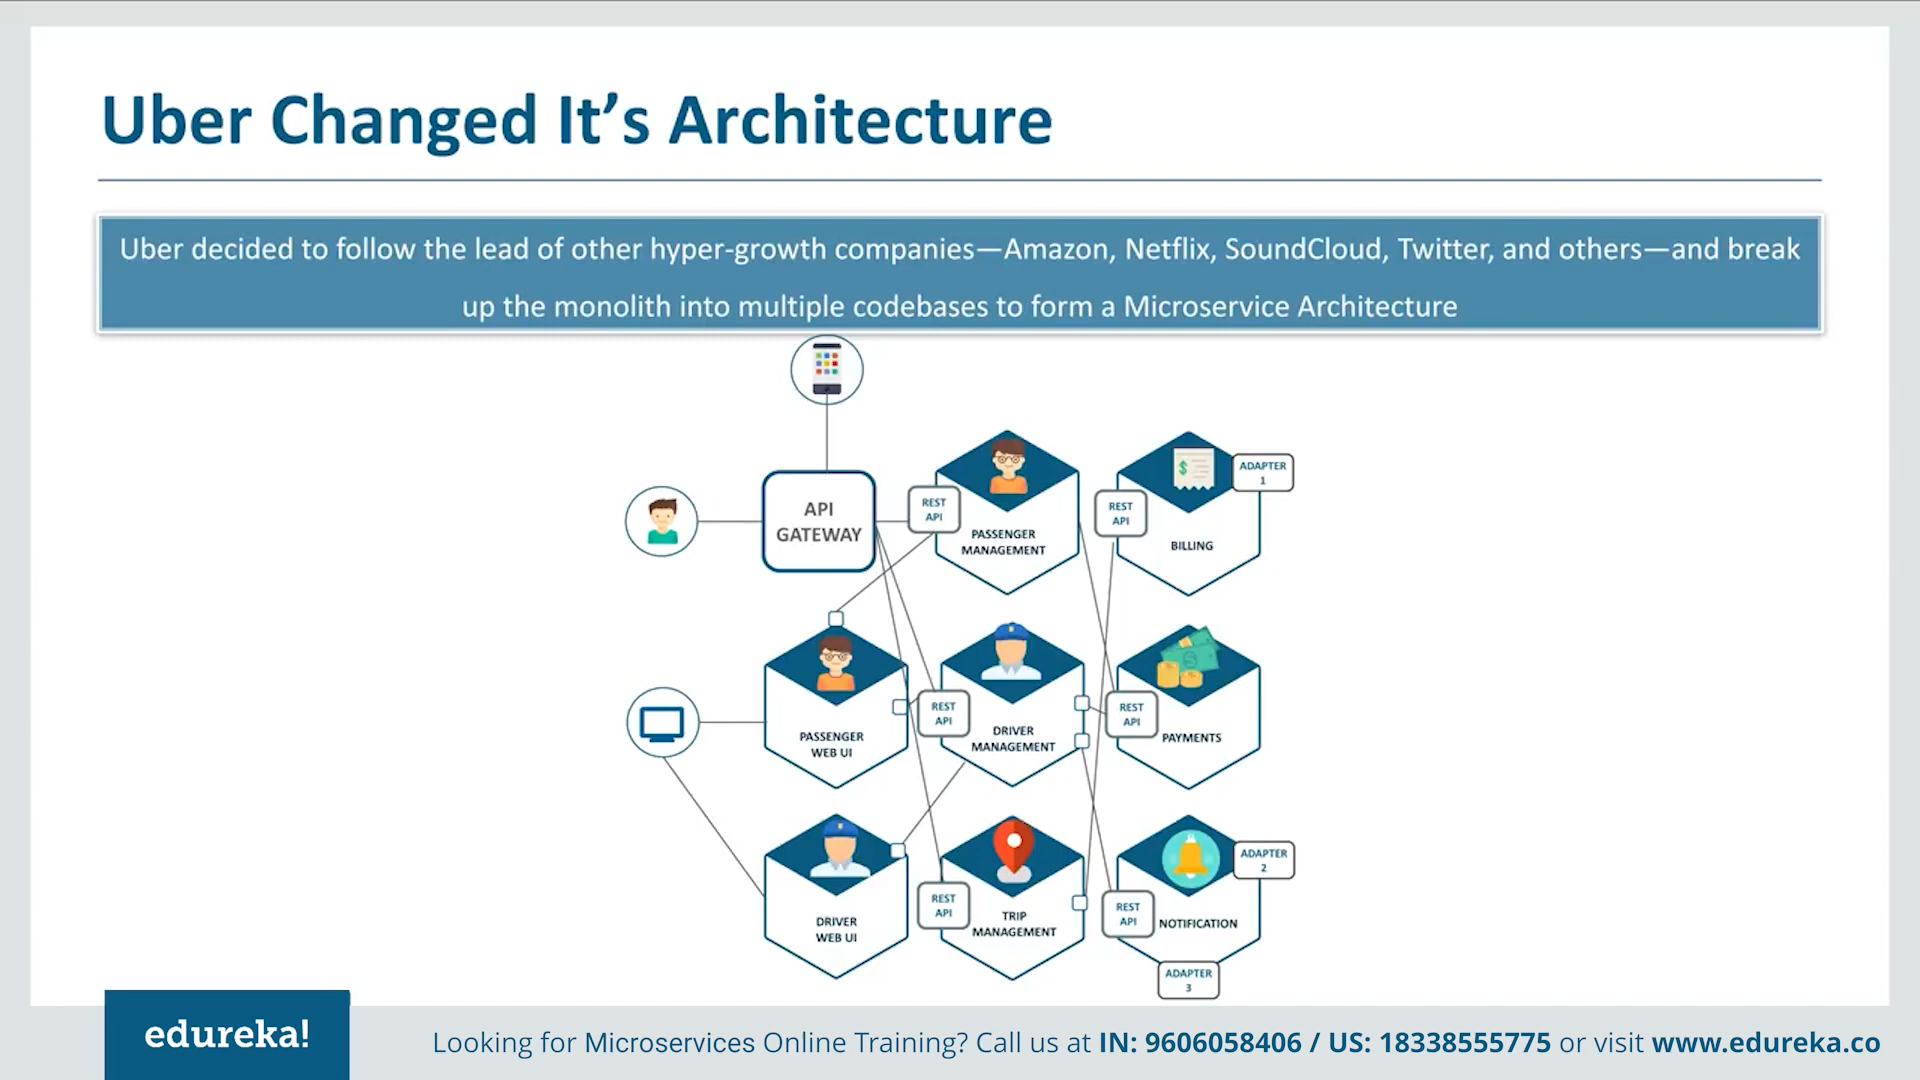 Uber Changed It’s Architecture
Uber decided to follow the lead of other hyper-growth companies—Amazon, Netflix, SoundCloud, Twitter, and others—and break
up the monolith into multiple codebases to form a Microservice Architecture
API
GATEWAY
REST
API
PASSENGER
MANAGEMENT
REST
API
BILLING
ADAPTER
1
PASSENGER
WEB UI
REST
API
DRIVER
MANAGEMENT
REST
API
PAYMENTS
DRIVER
WEB UI
REST
API
TRIP
MANAGEMENT
REST
API
NOTIFICATION
ADAPTER
2
ADAPTER
3
edureka!
Looking for Microservices Online Training? Call us at IN: 9606058406 / US: 18338555775 or visit www.edureka.co